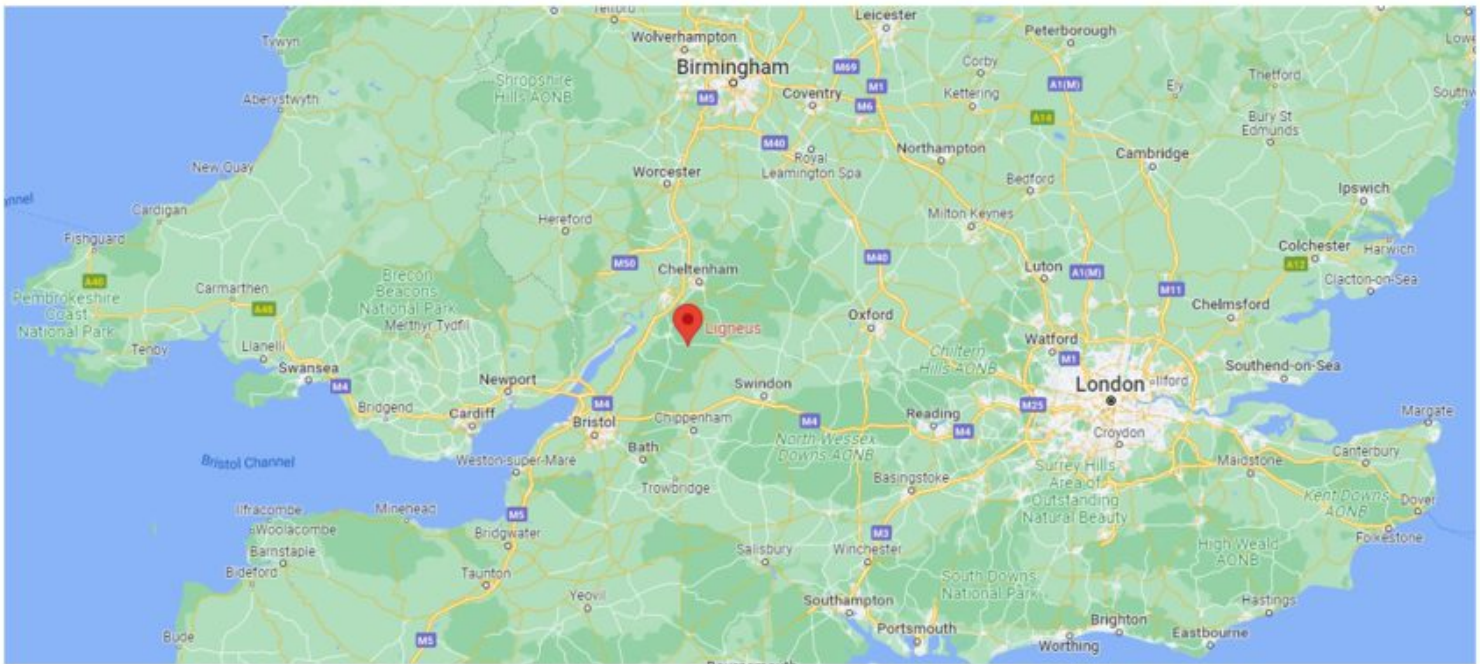 Telford
Leicester
Tywyn
Wolverhampton
Peterborough
Birmingham
M69
M1
Corby
A1(M)
Shropshire
Hills AONB
M5
Coventry
M6
Kettering
Ely
Thetford
Aberystwyth
A14
Bury St
Edmunds
M40
Royal
Leamington Spa
Northampton
Cambridge
New Quay
Worcester
Bedford
Ipswich
Cardigan
Hereford
Milton Keynes
Fishguard
Colchester
Harwich
M50
Cheltenham
M40
Luton
A1(M)
A12
A40
Brecon
Beacons
National Park
Clacton-on-Sea
Pembrokeshire
Coast
National Park
Carmarthen
A48
M11
Chelmsford
Merthyr Tydfil
Ligneus
Oxford
Watford
Tenby
Llanelli
Chiltern
Hills AONB
M1
Swansea
Southend-on-Sea
M4
Newport
Swindon
London
Ilford
Bridgend
Cardiff
M4
Bristol
Chippenham
M4
Reading
M4
M25
Margate
Croydon
Bath
North Wessex
Downs AONB
Bristol Channel
Weston-super-Mare
Surrey Hills
Area of
Outstanding
Natural Beauty
Maidstone
Canterbury
Trowbridge
Basingstoke
Kent Downs
AONB
Dover
Ilfracombe
Minehead
M5
Woolacombe
Bridgwater
M3
Folkestone
Barnstaple
Salisbury
Winchester
High Weald
AONB
Bideford
Taunton
Yeovil
South Downs
National Park
Southampton
Hastings
Bude
M5
Portsmouth
Brighton
Worthing
Eastbourne